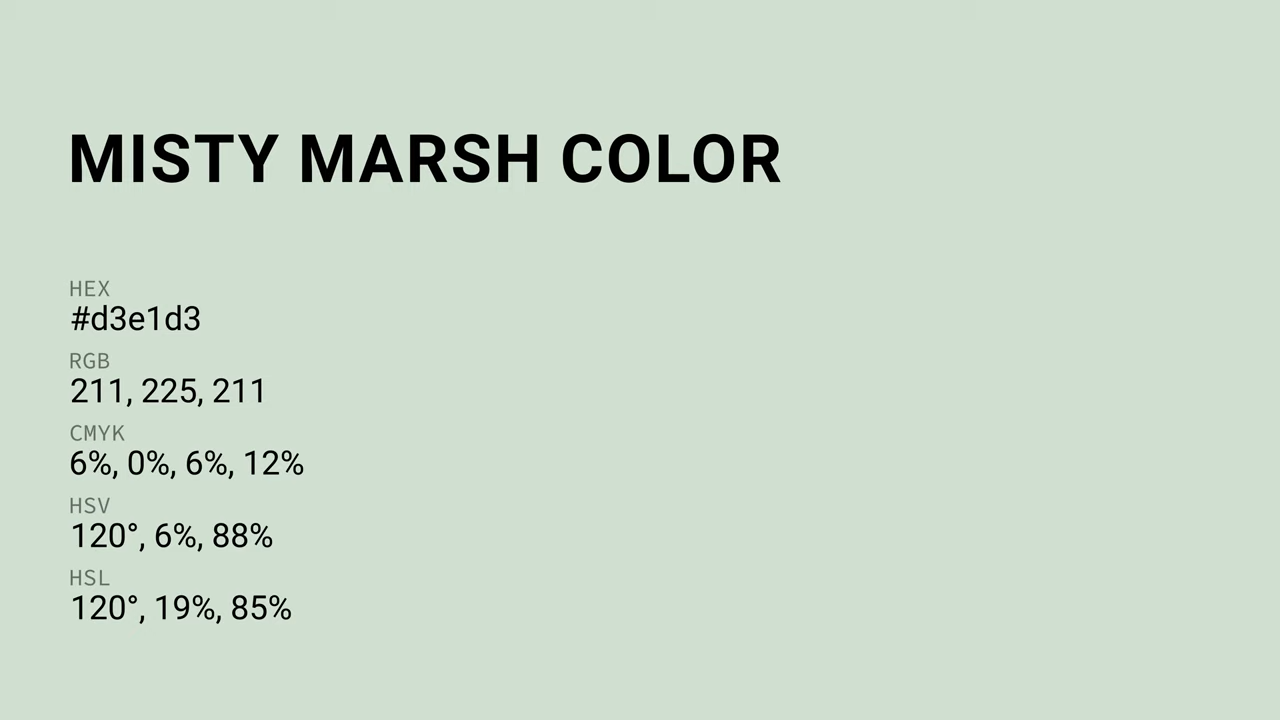 MISTY MARSH COLOR
HEX
#d3e1d3
RGB
211, 225, 211
CMYK
6%, 0%, 6%, 12%
HSV
120°, 6%, 88%
HSL
120°, 19%, 85%